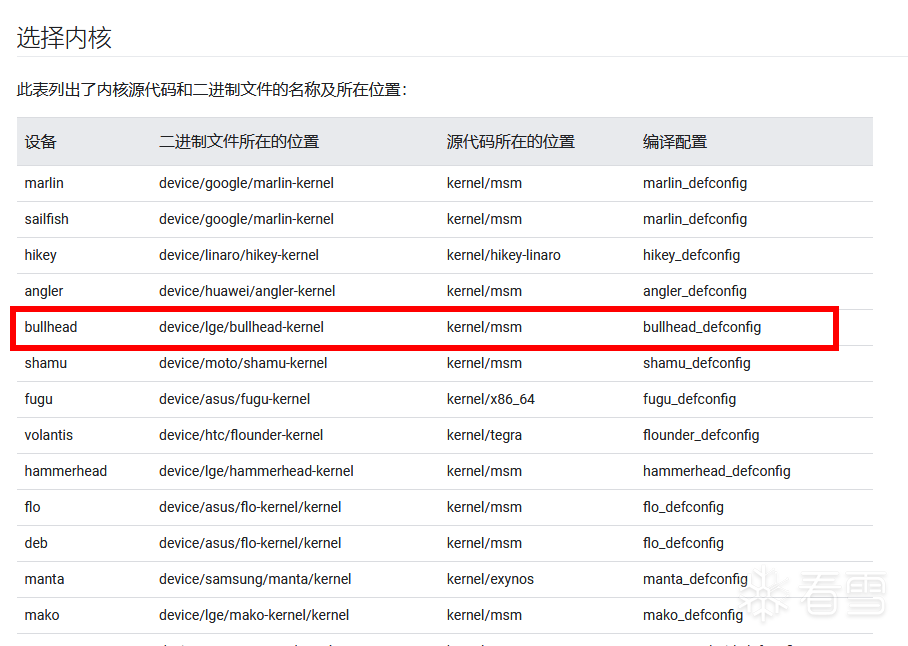 选择内核
此表列出了内核源代码和二进制文件的名称及所在位置：
设备 二进制文件所在的位置 源代码所在的位置 编译配置
marlin device/google/marlin-kernel kernel/msm marlin_defconfig
sailfish device/google/marlin-kernel kernel/msm marlin_defconfig
hikey device/linaro/hikey-kernel kernel/hikey-linaro hikey_defconfig
angler device/huawei/angler-kernel kernel/msm angler_defconfig
bullhead device/lge/bullhead-kernel kernel/msm bullhead_defconfig
shamu device/moto/shamu-kernel kernel/msm shamu_defconfig
fugu device/asus/fugu-kernel kernel/x86_64 fugu_defconfig
volantis device/htc/flounder-kernel kernel/tegra flounder_defconfig
hammerhead device/lge/hammerhead-kernel kernel/msm hammerhead_defconfig
flo device/asus/flo-kernel/kernel kernel/msm flo_defconfig
deb device/asus/flo-kernel/kernel kernel/msm flo_defconfig
manta device/samsung/manta/kernel kernel/exynos manta_defconfig
mako device/lge/mako-kernel/kernel kernel/msm mako_defconfig
看雪